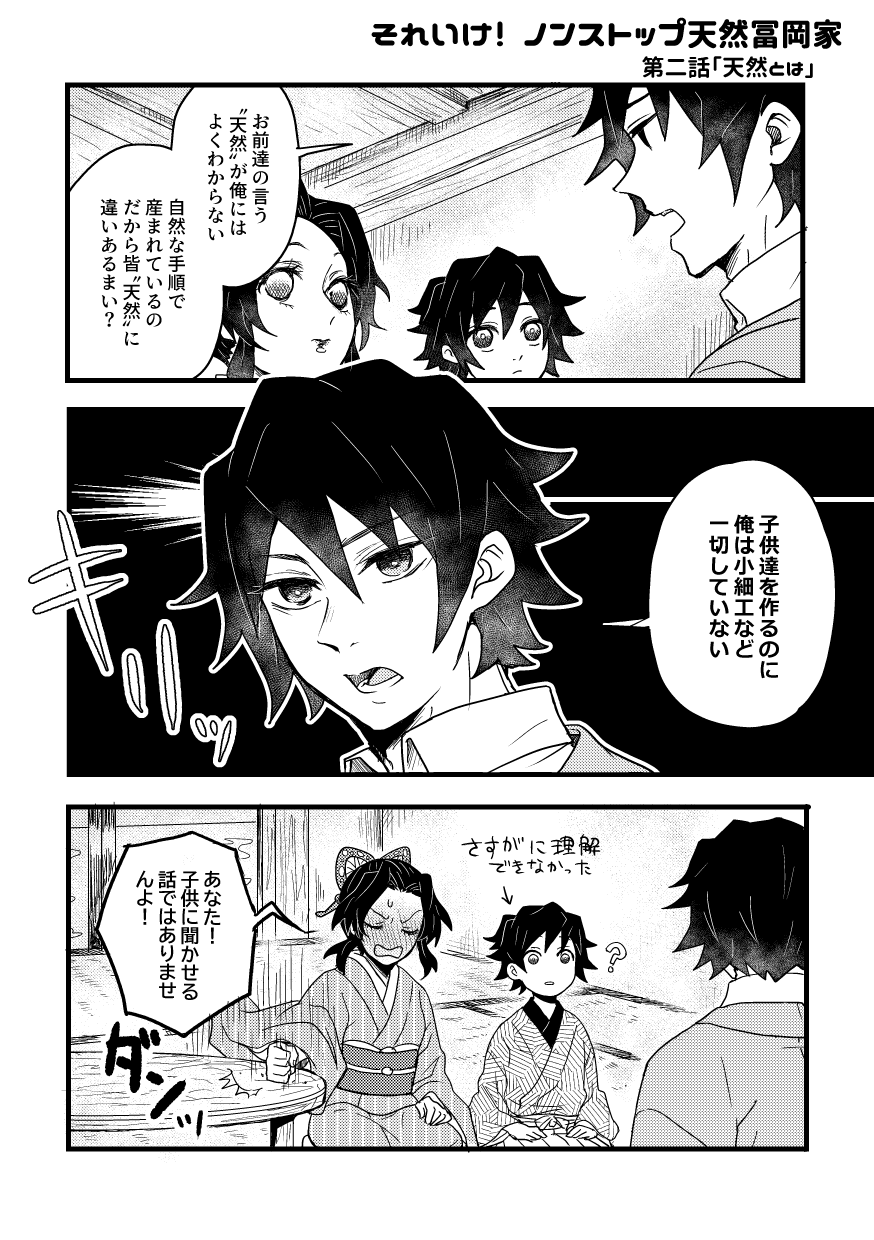 それいけ！ノンストップ天然冨岡家
第二話「天然とは」
お前達の言う
〝天然〟が俺には
よくわからない
自然な手順で
産まれているの
だから皆〝天然〟に
違いあるまい？
子供達を作るのに
俺は小細工など
一切していない
キリッ
さすがに理解
できなかった
？
あなた！
子供に聞かせる
話ではありませ
んよ！
ダンッ